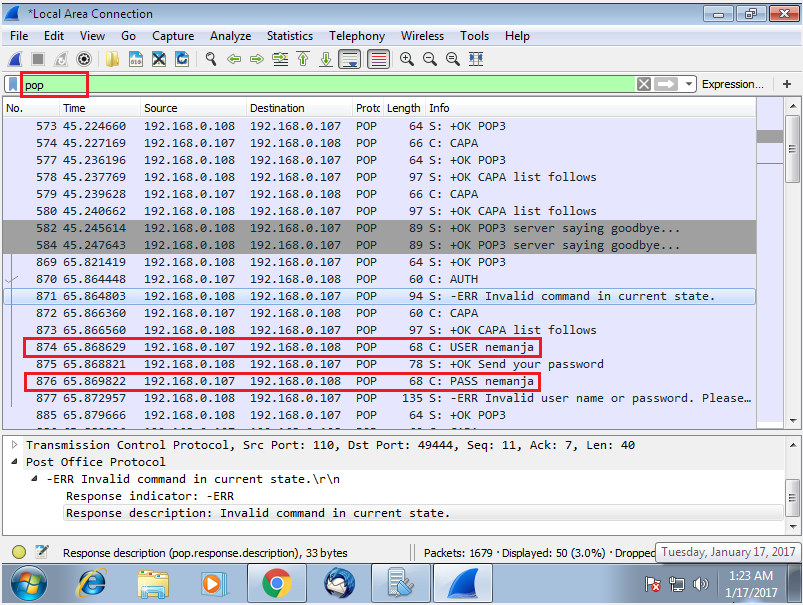 *Local Area Connection
File Edit View Go Capture Analyze Statistics Telephony Wireless Tools Help
pop Expression... +
No. Time Source Destination Protc Length Info
573 45.224660 192.168.0.108 192.168.0.107 POP 64 S: +OK POP3
574 45.227169 192.168.0.107 192.168.0.108 POP 66 C: CAPA
577 45.236196 192.168.0.108 192.168.0.107 POP 64 S: +OK POP3
578 45.237769 192.168.0.108 192.168.0.107 POP 97 S: +OK CAPA list follows
579 45.239628 192.168.0.107 192.168.0.108 POP 66 C: CAPA
580 45.240662 192.168.0.108 192.168.0.107 POP 97 S: +OK CAPA list follows
582 45.245614 192.168.0.108 192.168.0.107 POP 89 S: +OK POP3 server saying goodbye...
584 45.247643 192.168.0.108 192.168.0.107 POP 89 S: +OK POP3 server saying goodbye...
869 65.821419 192.168.0.108 192.168.0.107 POP 64 S: +OK POP3
870 65.864448 192.168.0.107 192.168.0.108 POP 60 C: AUTH
871 65.864803 192.168.0.108 192.168.0.107 POP 94 S: -ERR Invalid command in current state.
872 65.866360 192.168.0.107 192.168.0.108 POP 60 C: CAPA
873 65.866560 192.168.0.108 192.168.0.107 POP 97 S: +OK CAPA list follows
874 65.868629 192.168.0.107 192.168.0.108 POP 68 C: USER nemanja
875 65.868821 192.168.0.108 192.168.0.107 POP 78 S: +OK Send your password
876 65.869822 192.168.0.107 192.168.0.108 POP 68 C: PASS nemanja
877 65.872957 192.168.0.108 192.168.0.107 POP 135 S: -ERR Invalid user name or password. Please...
885 65.879666 192.168.0.108 192.168.0.107 POP 64 S: +OK POP3
Transmission Control Protocol, Src Port: 110, Dst Port: 49444, Seq: 11, Ack: 7, Len: 40
Post Office Protocol
-ERR Invalid command in current state.\r\n
Response indicator: -ERR
Response description: Invalid command in current state.
Response description (pop.response.description), 33 bytes Packets: 1679 · Displayed: 50 (3.0%) · Dropped
Tuesday, January 17, 2017
1:23 AM
1/17/2017